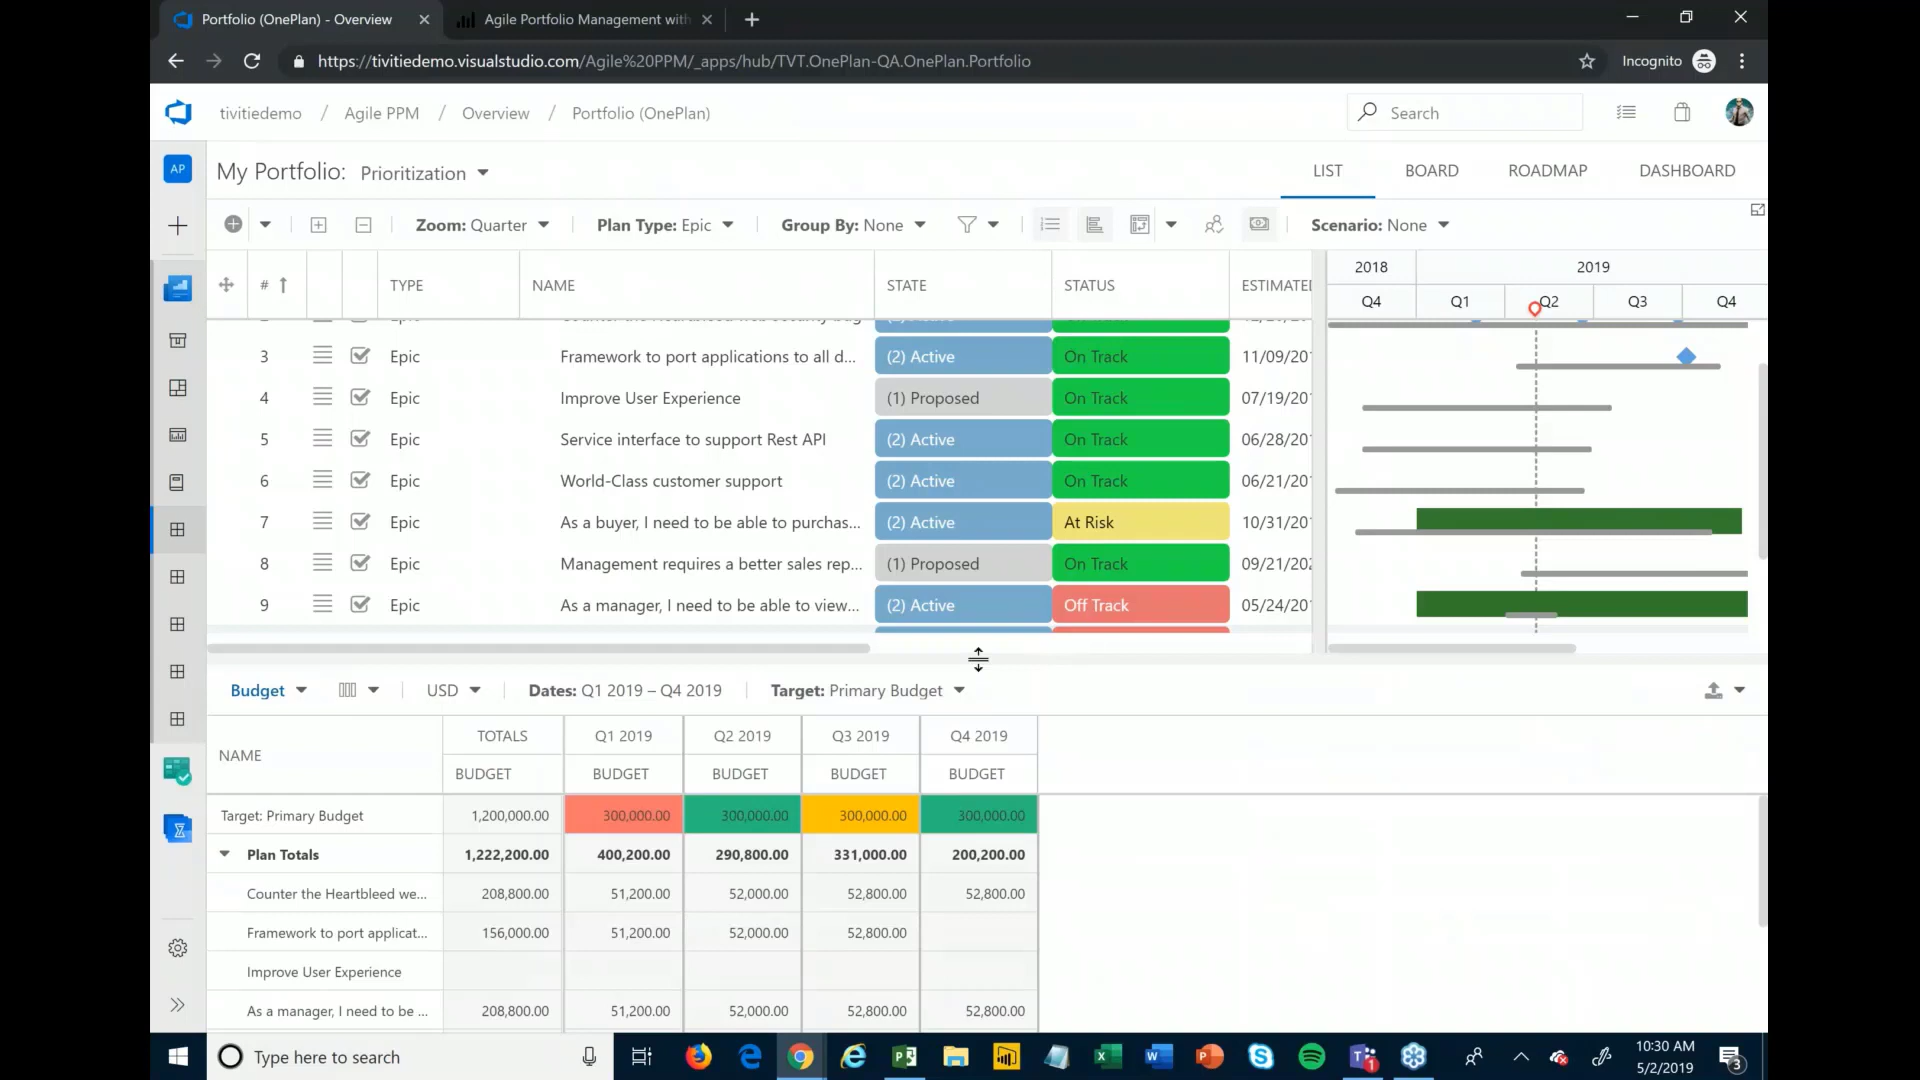 Portfolio (OnePlan) - Overview
Agile Portfolio Management with
https://tivitiedemo.visualstudio.com/Agile%20PPM/_apps/hub/TVT.OnePlan-QA.OnePlan.Portfolio
Incognito
tivitiedemo / Agile PPM / Overview / Portfolio (OnePlan)
Search
AP
My Portfolio: Prioritization
LIST BOARD ROADMAP DASHBOARD
Zoom: Quarter Plan Type: Epic Group By: None Scenario: None
# TYPE NAME STATE STATUS ESTIMATE
2018 2019
Q4 Q1 Q2 Q3 Q4
3 Epic Framework to port applications to all d... (2) Active On Track 11/09/20
4 Epic Improve User Experience (1) Proposed On Track 07/19/20
5 Epic Service interface to support Rest API (2) Active On Track 06/28/20
6 Epic World-Class customer support (2) Active On Track 06/21/20
7 Epic As a buyer, I need to be able to purchas... (2) Active At Risk 10/31/20
8 Epic Management requires a better sales rep... (1) Proposed On Track 09/21/20
9 Epic As a manager, I need to be able to view... (2) Active Off Track 05/24/20
Budget USD Dates: Q1 2019 – Q4 2019 Target: Primary Budget
NAME
TOTALS Q1 2019 Q2 2019 Q3 2019 Q4 2019
BUDGET BUDGET BUDGET BUDGET BUDGET
Target: Primary Budget 1,200,000.00 300,000.00 300,000.00 300,000.00 300,000.00
Plan Totals 1,222,200.00 400,200.00 290,800.00 331,000.00 200,200.00
Counter the Heartbleed we... 208,800.00 51,200.00 52,000.00 52,800.00 52,800.00
Framework to port applicat... 156,000.00 51,200.00 52,000.00 52,800.00
Improve User Experience
As a manager, I need to be ... 208,800.00 51,200.00 52,000.00 52,800.00 52,800.00
Type here to search
10:30 AM
5/2/2019
3